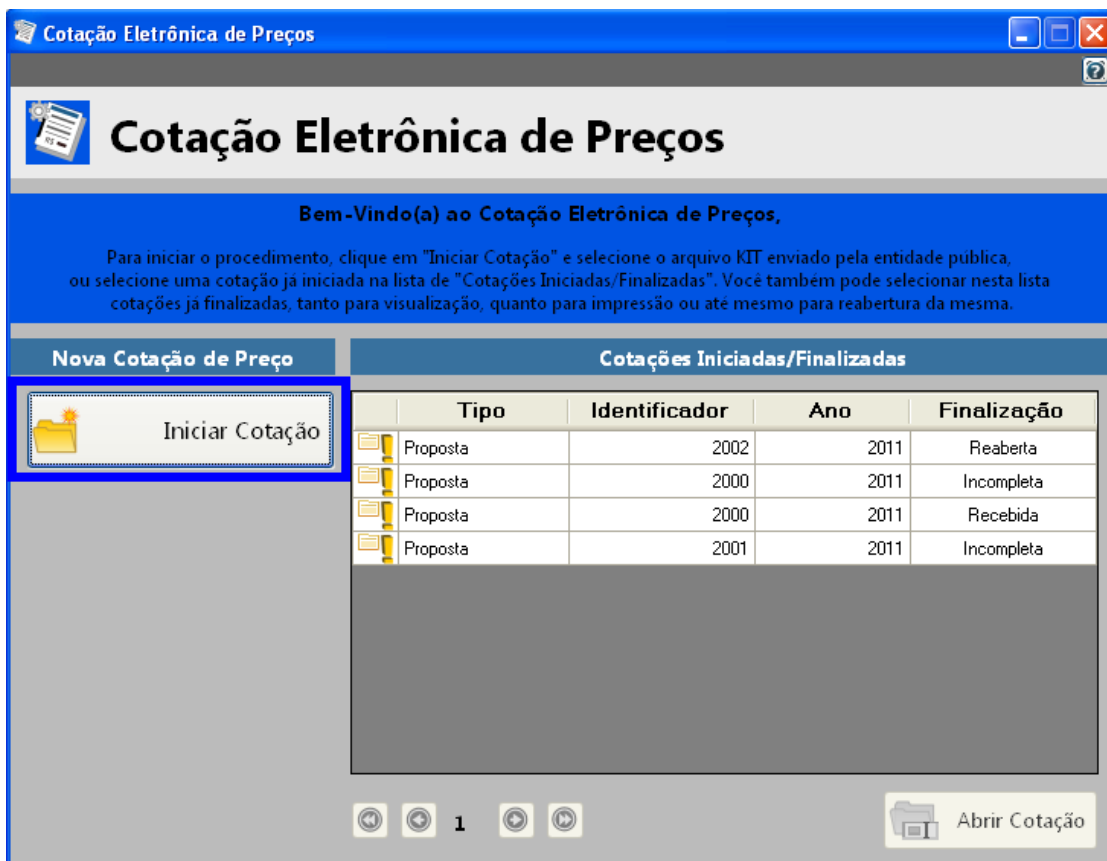 Cotação Eletrônica de Preços
Cotação Eletrônica de Preços
Bem-Vindo(a) ao Cotação Eletrônica de Preços,
Para iniciar o procedimento, clique em "Iniciar Cotação" e selecione o arquivo KIT enviado pela entidade pública,
ou selecione uma cotação já iniciada na lista de "Cotações Iniciadas/Finalizadas". Você também pode selecionar nesta lista
cotações já finalizadas, tanto para visualização, quanto para impressão ou até mesmo para reabertura da mesma.
Nova Cotação de Preço
Iniciar Cotação
Cotações Iniciadas/Finalizadas
Tipo Identificador Ano Finalização
Proposta 2002 2011 Reaberta
Proposta 2000 2011 Incompleta
Proposta 2000 2011 Recebida
Proposta 2001 2011 Incompleta
1
Abrir Cotação